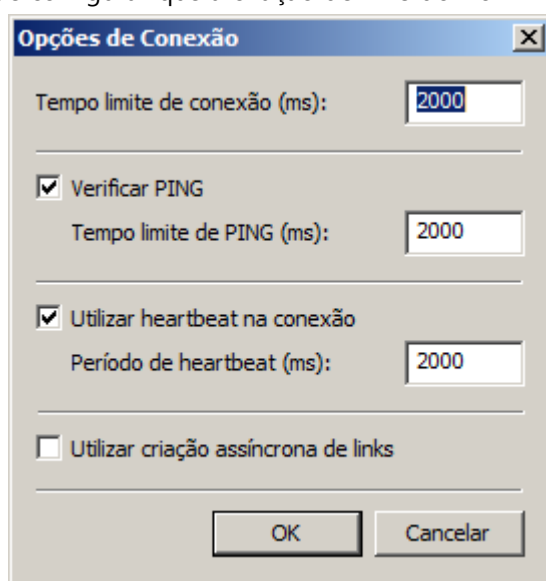 Opções de Conexão
Tempo limite de conexão (ms): 2000
Verificar PING
Tempo limite de PING (ms): 2000
Utilizar heartbeat na conexão
Período de heartbeat (ms): 2000
Utilizar criação assíncrona de links
OK Cancelar